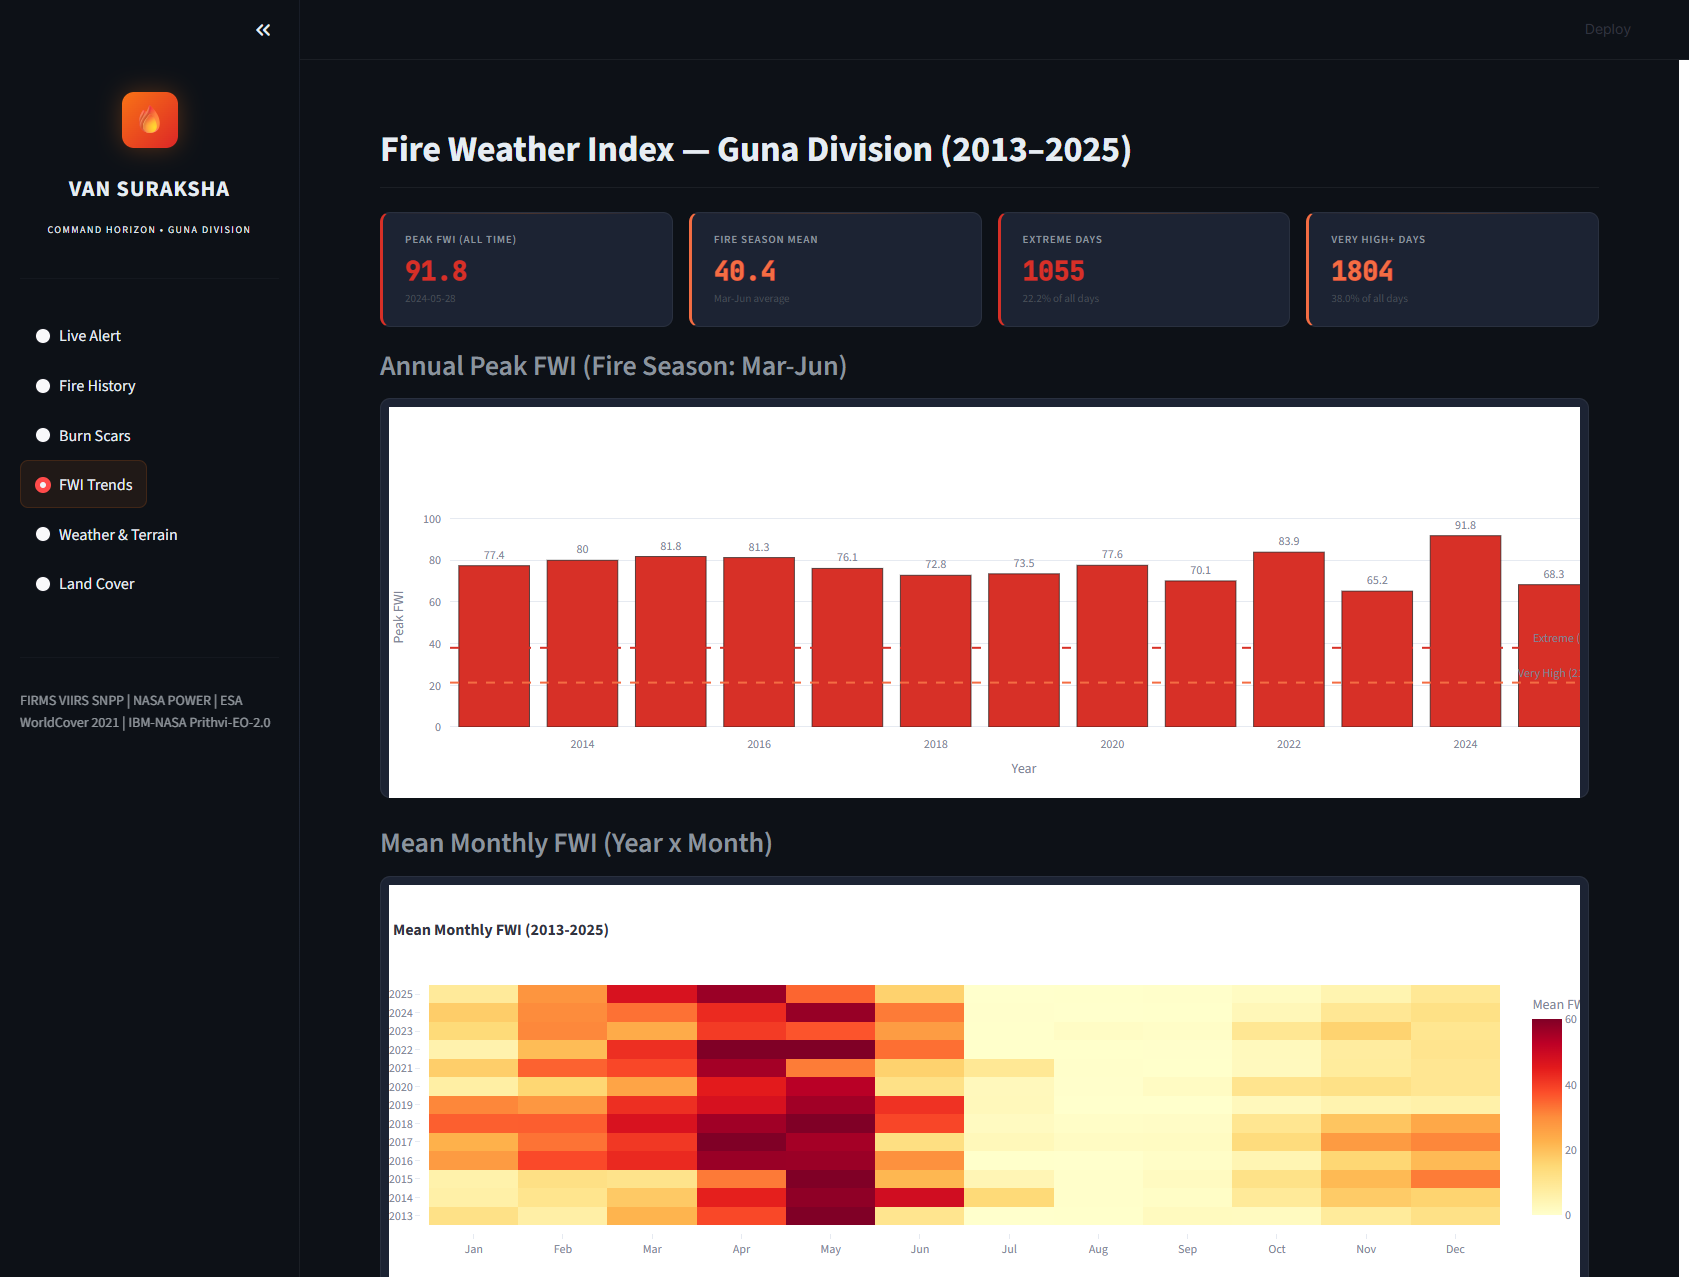 Deploy
VAN SURAKSHA
COMMAND HORIZON • GUNA DIVISION
Live Alert
Fire History
Burn Scars
FWI Trends
Weather & Terrain
Land Cover
FIRMS VIIRS SNPP | NASA POWER | ESA
WorldCover 2021 | IBM-NASA Prithvi-EO-2.0
Fire Weather Index — Guna Division (2013–2025)
PEAK FWI (ALL TIME)
91.8
2024-05-28
FIRE SEASON MEAN
40.4
Mar-Jun average
EXTREME DAYS
1055
22.2% of all days
VERY HIGH+ DAYS
1804
38.0% of all days
Annual Peak FWI (Fire Season: Mar-Jun)
Peak FWI
100
80
60
40
20
0
77.4
80
81.8
81.3
76.1
72.8
73.5
77.6
70.1
83.9
65.2
91.8
68.3
Extreme (
Very High (2
2014
2016
2018
2020
2022
2024
Year
Mean Monthly FWI (Year x Month)
Mean Monthly FWI (2013-2025)
2025
2024
2023
2022
2021
2020
2019
2018
2017
2016
2015
2014
2013
Jan
Feb
Mar
Apr
May
Jun
Jul
Aug
Sep
Oct
Nov
Dec
Mean FW
60
40
20
0